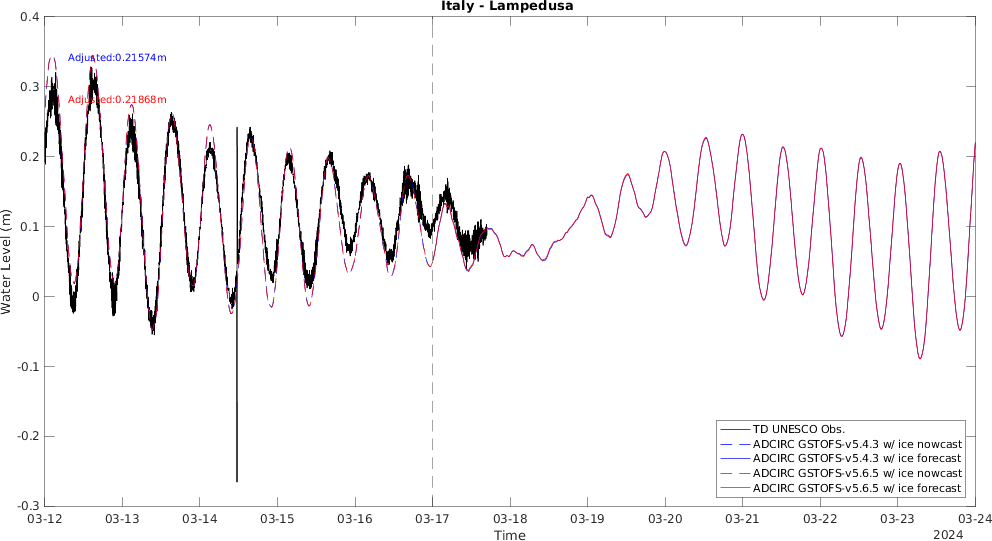 Italy - Lampedusa
0.4
0.3
0.2
0.1
0
-0.1
-0.2
-0.3
Water Level (m)
Adjusted:0.21574m
Adjusted:0.21868m
TD UNESCO Obs.
ADCIRC GSTOFS-v5.4.3 w/ ice nowcast
ADCIRC GSTOFS-v5.4.3 w/ ice forecast
ADCIRC GSTOFS-v5.6.5 w/ ice nowcast
ADCIRC GSTOFS-v5.6.5 w/ ice forecast
03-12 03-13 03-14 03-15 03-16 03-17 03-18 03-19 03-20 03-21 03-22 03-23 03-24
Time
2024